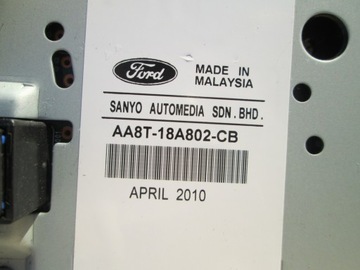 Ford
MADE IN
MALAYSIA
SANYO AUTOMEDIA SDN.BHD.
AA8T-18A802-CB
APRIL 2010